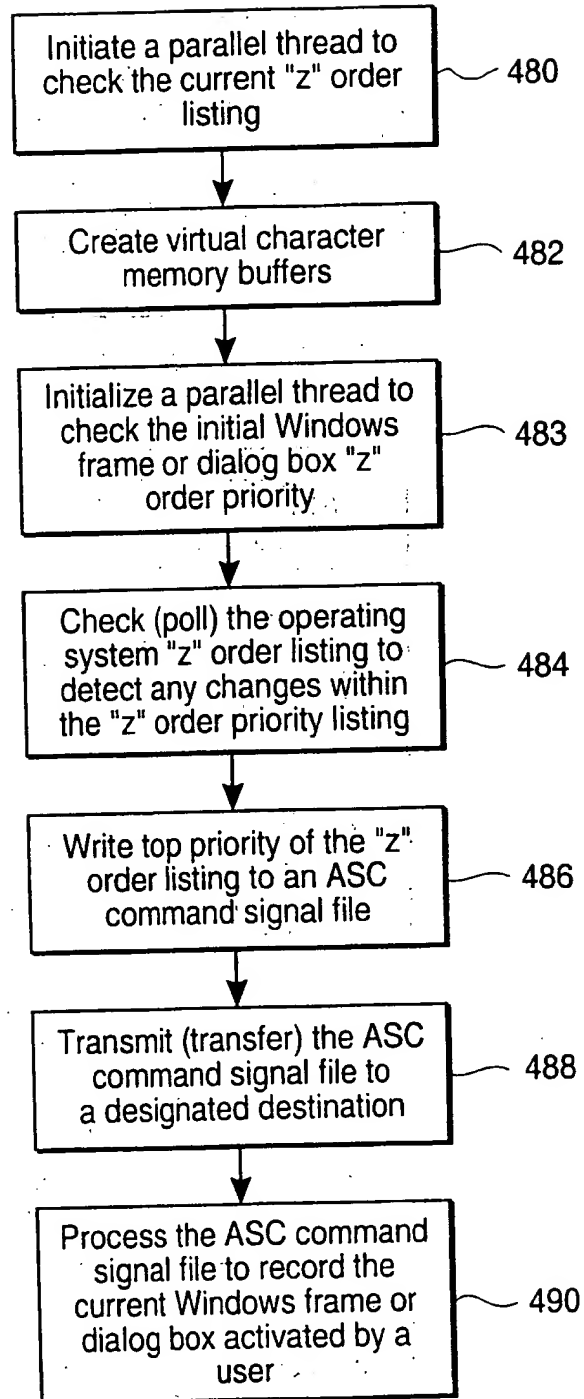 Initiate a parallel thread to
check the current "z" order
listing
480
Create virtual character
memory buffers
482
Initialize a parallel thread to
check the initial Windows
frame or dialog box "z"
order priority
483
Check (poll) the operating
system "z" order listing to
detect any changes within
the "z" order priority listing
484
Write top priority of the "z"
order listing to an ASC
command signal file
486
Transmit (transfer) the ASC
command signal file to
a designated destination
488
Process the ASC command
signal file to record the
current Windows frame or
dialog box activated by a
user
490